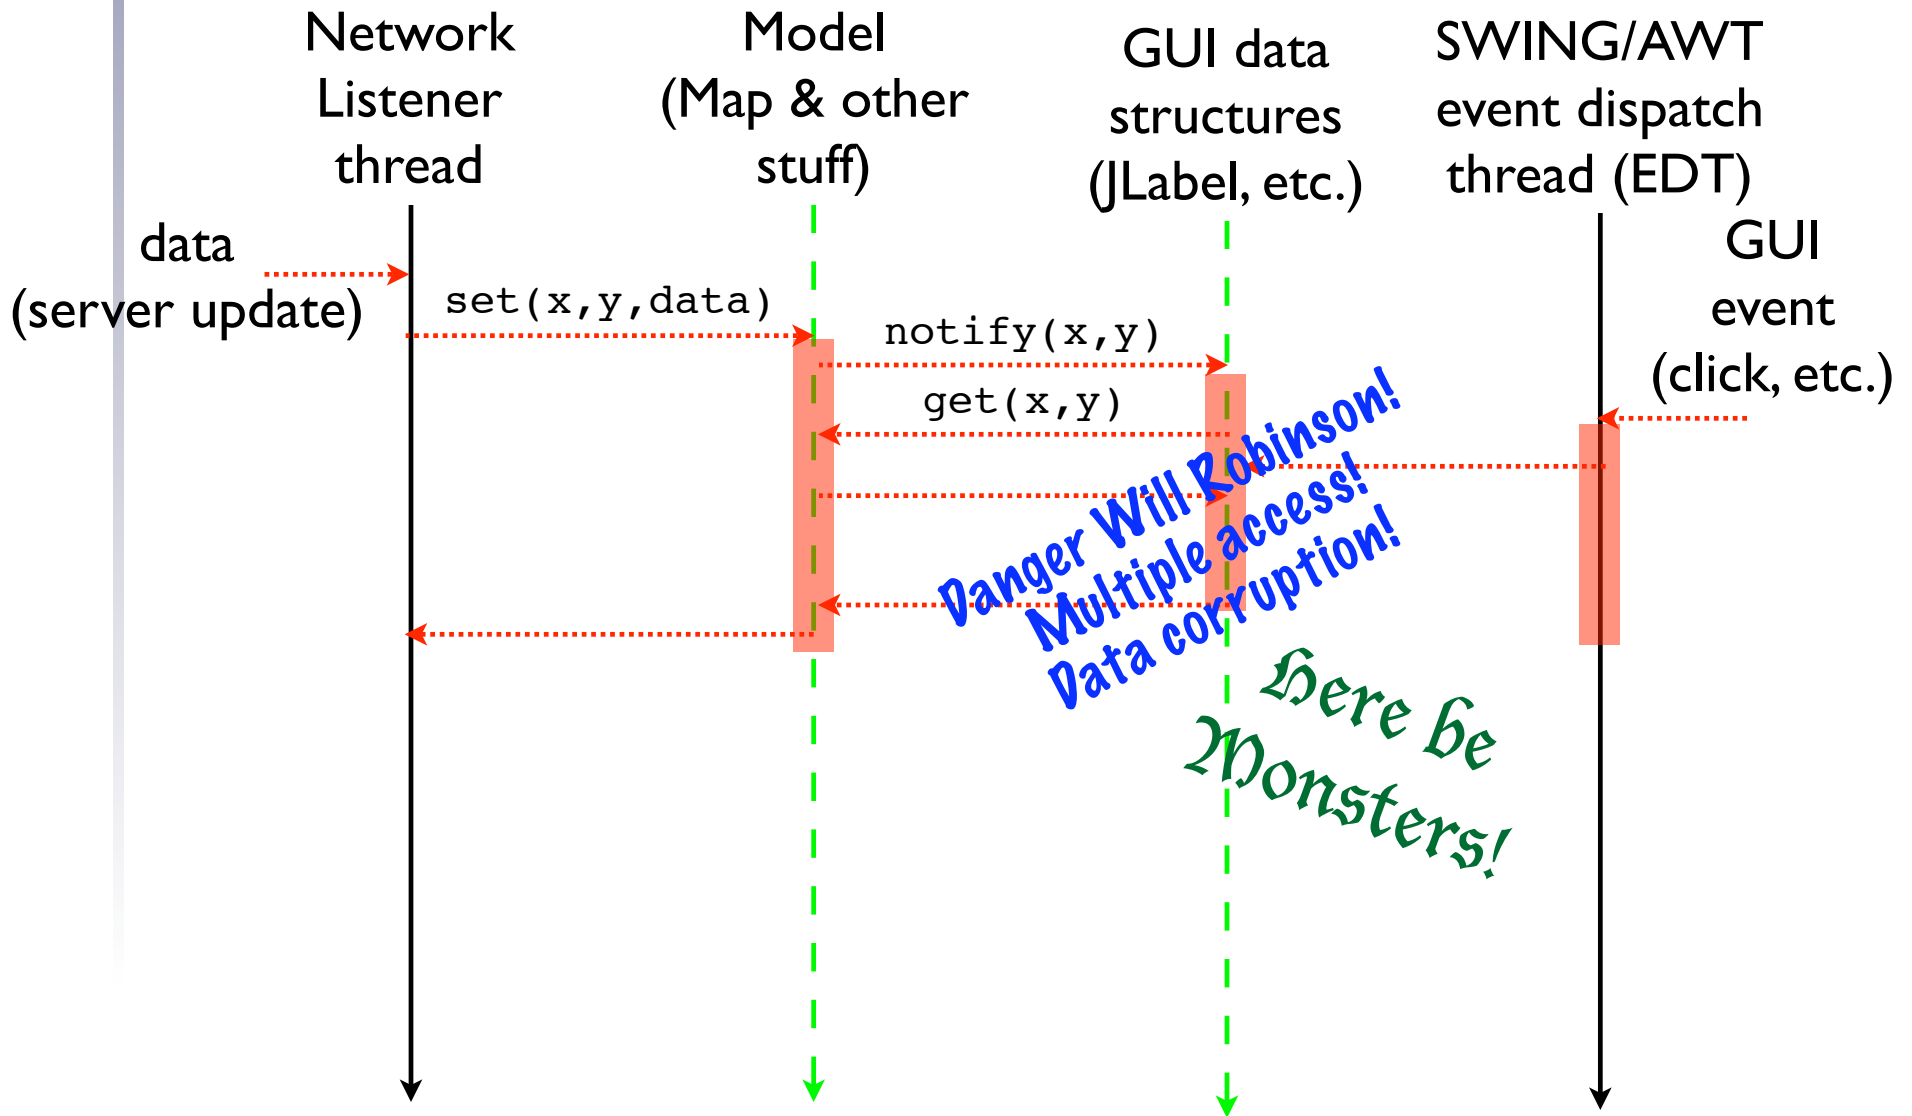 Network
Listener
thread
Model
(Map & other
stuff)
GUI data
structures
(JLabel, etc.)
SWING/AWT
event dispatch
thread (EDT)
data
(server update)
GUI
event
(click, etc.)
set(x,y,data)
notify(x,y)
get(x,y)
Danger Will Robinson!
Multiple access!
Data corruption!
Here be
Monsters!